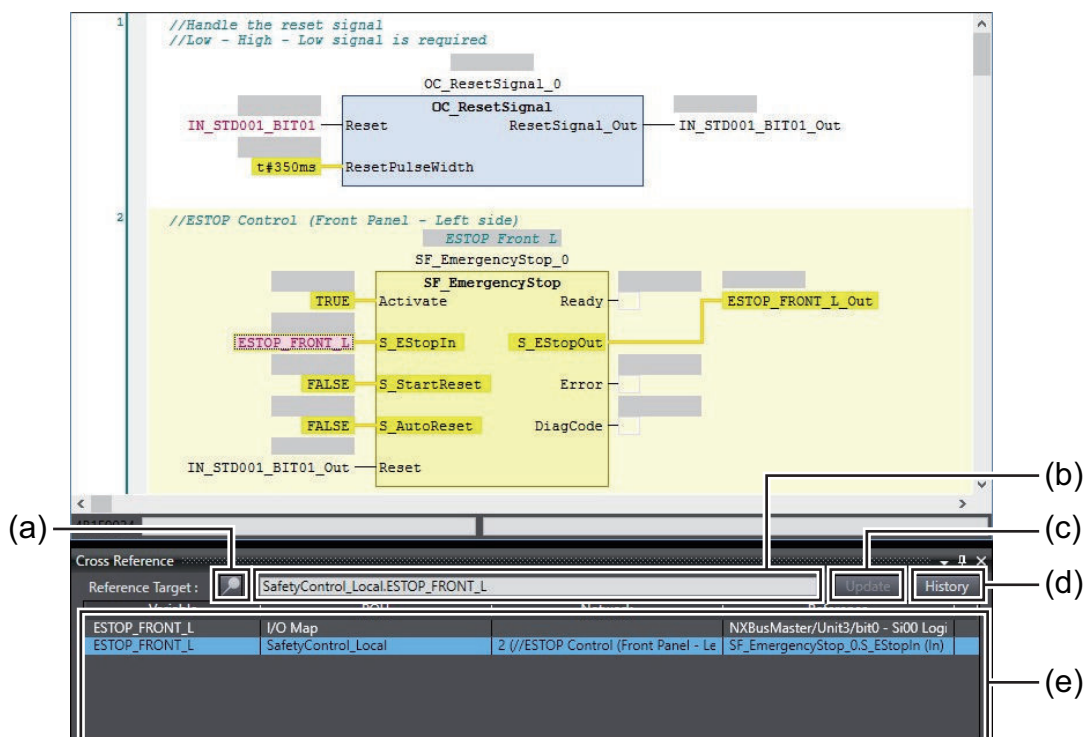 1
//Handle the reset signal
//Low - High - Low signal is required
OC_ResetSignal_0
OC_ResetSignal
IN_STD001_BIT01 Reset ResetSignal_Out IN_STD001_BIT01_Out
t#350ms ResetPulseWidth
2
//ESTOP Control (Front Panel - Left side)
ESTOP Front L
SF_EmergencyStop_0
SF_EmergencyStop
TRUE Activate Ready ESTOP_FRONT_L_Out
ESTOP_FRONT_L S_EStopIn S_EStopOut
FALSE S_StartReset Error
FALSE S_AutoReset DiagCode
IN_STD001_BIT01_Out Reset
(b)
(a)
(c)
Cross Reference
Reference Target : SafetyControl_Local.ESTOP_FRONT_L Update History
(d)
Variable POU Network Reference
ESTOP_FRONT_L I/O Map NXBusMaster/Unit3/bit0 - Si00 Logi
ESTOP_FRONT_L SafetyControl_Local 2 (//ESTOP Control (Front Panel - Le SF_EmergencyStop_0.S_EStopIn (In)
(e)